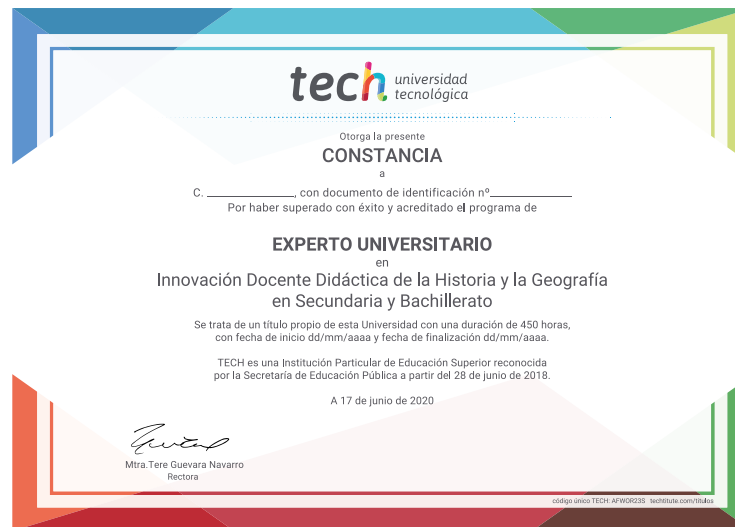 tech universidad
tecnológica
Otorga la presente
CONSTANCIA
a
C. ________________, con documento de identificación nº______________
Por haber superado con éxito y acreditado el programa de
EXPERTO UNIVERSITARIO
en
Innovación Docente Didáctica de la Historia y la Geografía
en Secundaria y Bachillerato
Se trata de un título propio de esta Universidad con una duración de 450 horas,
con fecha de inicio dd/mm/aaaa y fecha de finalización dd/mm/aaaa.
TECH es una Institución Particular de Educación Superior reconocida
por la Secretaría de Educación Pública a partir del 28 de junio de 2018.
A 17 de junio de 2020
Mtra.Tere Guevara Navarro
Rectora
código único TECH: AFWOR23S techtitute.com/títulos